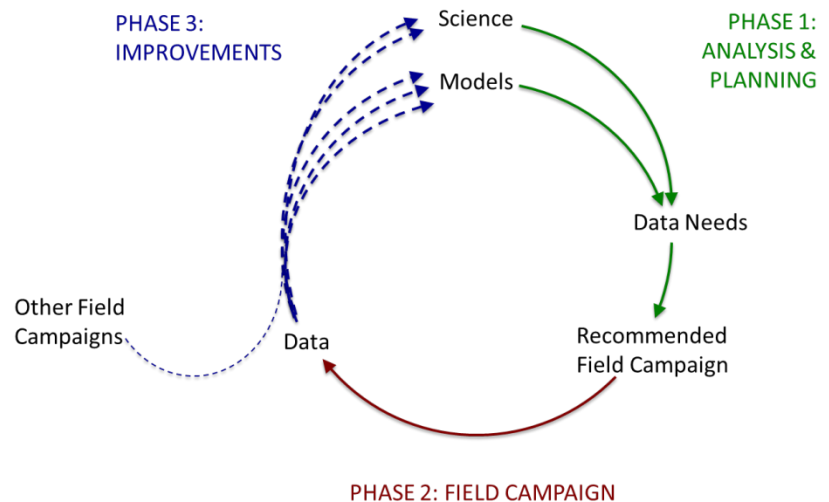 PHASE 3:
IMPROVEMENTS
Science
Models
PHASE 1:
ANALYSIS &
PLANNING
Data Needs
Other Field
Campaigns
Data
Recommended
Field Campaign
PHASE 2: FIELD CAMPAIGN